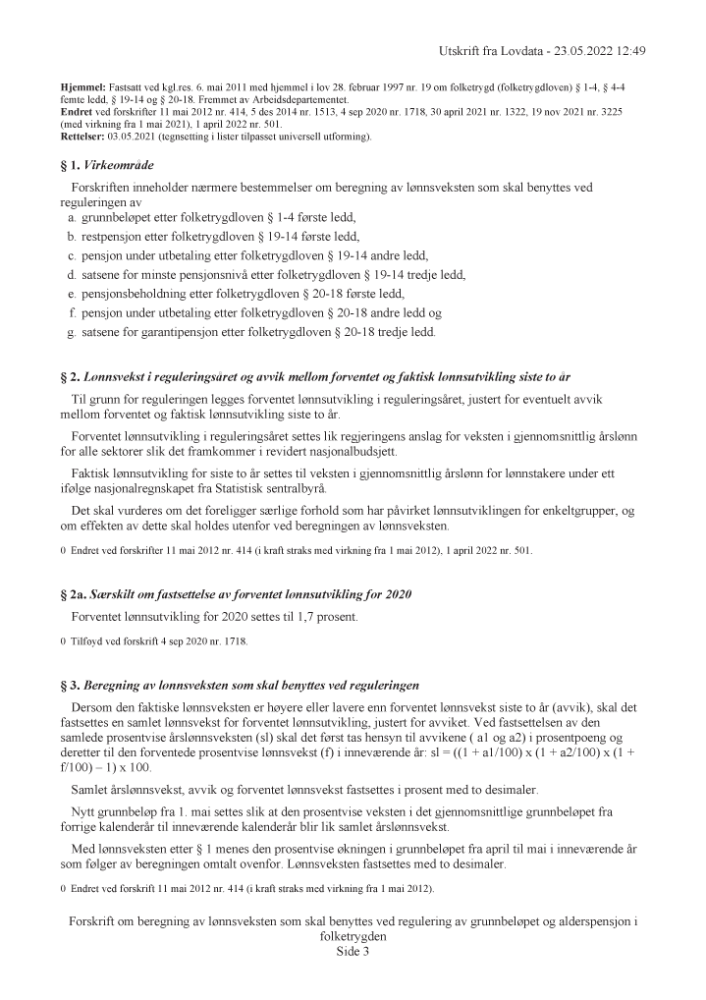 Utskrift fra Lovdata - 23.05.2022 12:49
Hjemmel: Fastsatt ved kgl.res. 6. mai 2011 med hjemmel i lov 28. februar 1997 nr. 19 om folketrygd (folketrygdloven) § 1-4, § 4-4
femte ledd, § 19-14 og § 20-18. Fremmet av Arbeidsdepartementet.
Endret ved forskrifter 11 mai 2012 nr. 414, 5 des 2014 nr. 1513, 4 sep 2020 nr. 1718, 30 april 2021 nr. 1322, 19 nov 2021 nr. 3225
(med virkning fra 1 mai 2021), 1 april 2022 nr. 501.
Rettelser: 03.05.2021 (tegnsetting i lister tilpasset universell utforming).
§ 1. Virkeområde
Forskriften inneholder nærmere bestemmelser om beregning av lønnsveksten som skal benyttes ved
reguleringen av
a. grunnbeløpet etter folketrygdloven § 1-4 første ledd,
b. restpensjon etter folketrygdloven § 19-14 første ledd,
c. pensjon under utbetaling etter folketrygdloven § 19-14 andre ledd,
d. satsene for minste pensjonsnivå etter folketrygdloven § 19-14 tredje ledd,
e. pensjonsbeholdning etter folketrygdloven § 20-18 første ledd,
f. pensjon under utbetaling etter folketrygdloven § 20-18 andre ledd og
g. satsene for garantipensjon etter folketrygdloven § 20-18 tredje ledd.
§ 2. Lønnsvekst i reguleringsåret og avvik mellom forventet og faktisk lønnsutvikling siste to år
Til grunn for reguleringen legges forventet lønnsutvikling i reguleringsåret, justert for eventuelt avvik
mellom forventet og faktisk lønnsutvikling siste to år.
Forventet lønnsutvikling i reguleringsåret settes lik regjeringens anslag for veksten i gjennomsnittlig årslønn
for alle sektorer slik det framkommer i revidert nasjonalbudsjett.
Faktisk lønnsutvikling for siste to år settes til veksten i gjennomsnittlig årslønn for lønnstakere under ett
ifølge nasjonalregnskapet fra Statistisk sentralbyrå.
Det skal vurderes om det foreligger særlige forhold som har påvirket lønnsutviklingen for enkeltgrupper, og
om effekten av dette skal holdes utenfor ved beregningen av lønnsveksten.
0 Endret ved forskrifter 11 mai 2012 nr. 414 (i kraft straks med virkning fra 1 mai 2012), 1 april 2022 nr. 501.
§ 2a. Særskilt om fastsettelse av forventet lønnsutvikling for 2020
Forventet lønnsutvikling for 2020 settes til 1,7 prosent.
0 Tilføyd ved forskrift 4 sep 2020 nr. 1718.
§ 3. Beregning av lønnsveksten som skal benyttes ved reguleringen
Dersom den faktiske lønnsveksten er høyere eller lavere enn forventet lønnsvekst siste to år (avvik), skal det
fastsettes en samlet lønnsvekst for forventet lønnsutvikling, justert for avviket. Ved fastsettelsen av den
samlede prosentvise årslønnsveksten (sl) skal det først tas hensyn til avvikene ( a1 og a2) i prosentpoeng og
deretter til den forventede prosentvise lønnsvekst (f) i inneværende år: sl = ((1 + a1/100) x (1 + a2/100) x (1 +
f/100) – 1) x 100.
Samlet årslønnsvekst, avvik og forventet lønnsvekst fastsettes i prosent med to desimaler.
Nytt grunnbeløp fra 1. mai settes slik at den prosentvise veksten i det gjennomsnittlige grunnbeløpet fra
forrige kalenderår til inneværende kalenderår blir lik samlet årslønnsvekst.
Med lønnsveksten etter § 1 menes den prosentvise økningen i grunnbeløpet fra april til mai i inneværende år
som følger av beregningen omtalt ovenfor. Lønnsveksten fastsettes med to desimaler.
0 Endret ved forskrift 11 mai 2012 nr. 414 (i kraft straks med virkning fra 1 mai 2012).
Forskrift om beregning av lønnsveksten som skal benyttes ved regulering av grunnbeløpet og alderspensjon i
folketrygden
Side 3